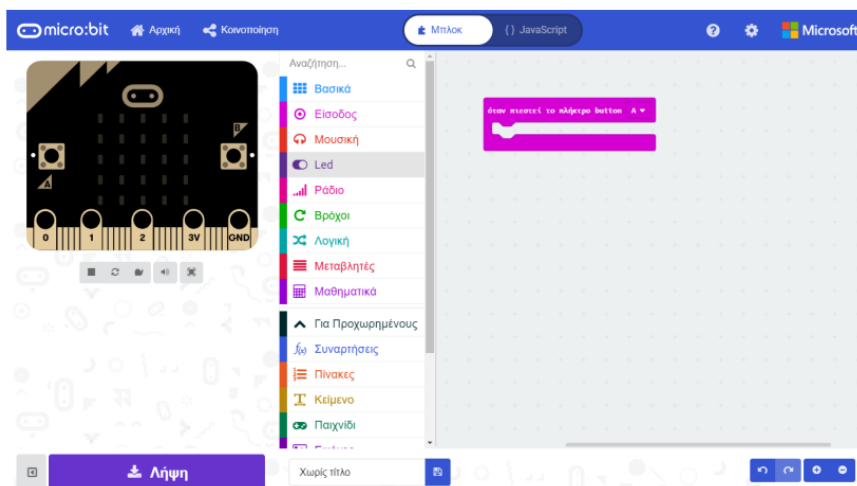 micro:bit Αρχική Κοινοποίηση Μπλοκ {} JavaScript ? Microsoft
Αναζήτηση...
Βασικά
Είσοδος
Μουσική
Led
Ράδιο
Βρόχοι
Λογική
Μεταβλητές
Μαθηματικά
Για Προχωρημένους
f(x) Συναρτήσεις
Πίνακες
Κείμενο
Παιχνίδι
όταν πιεστεί το πλήκτρο button A
B
A
0 1 2 3V GND
Λήψη
Χωρίς τίτλο